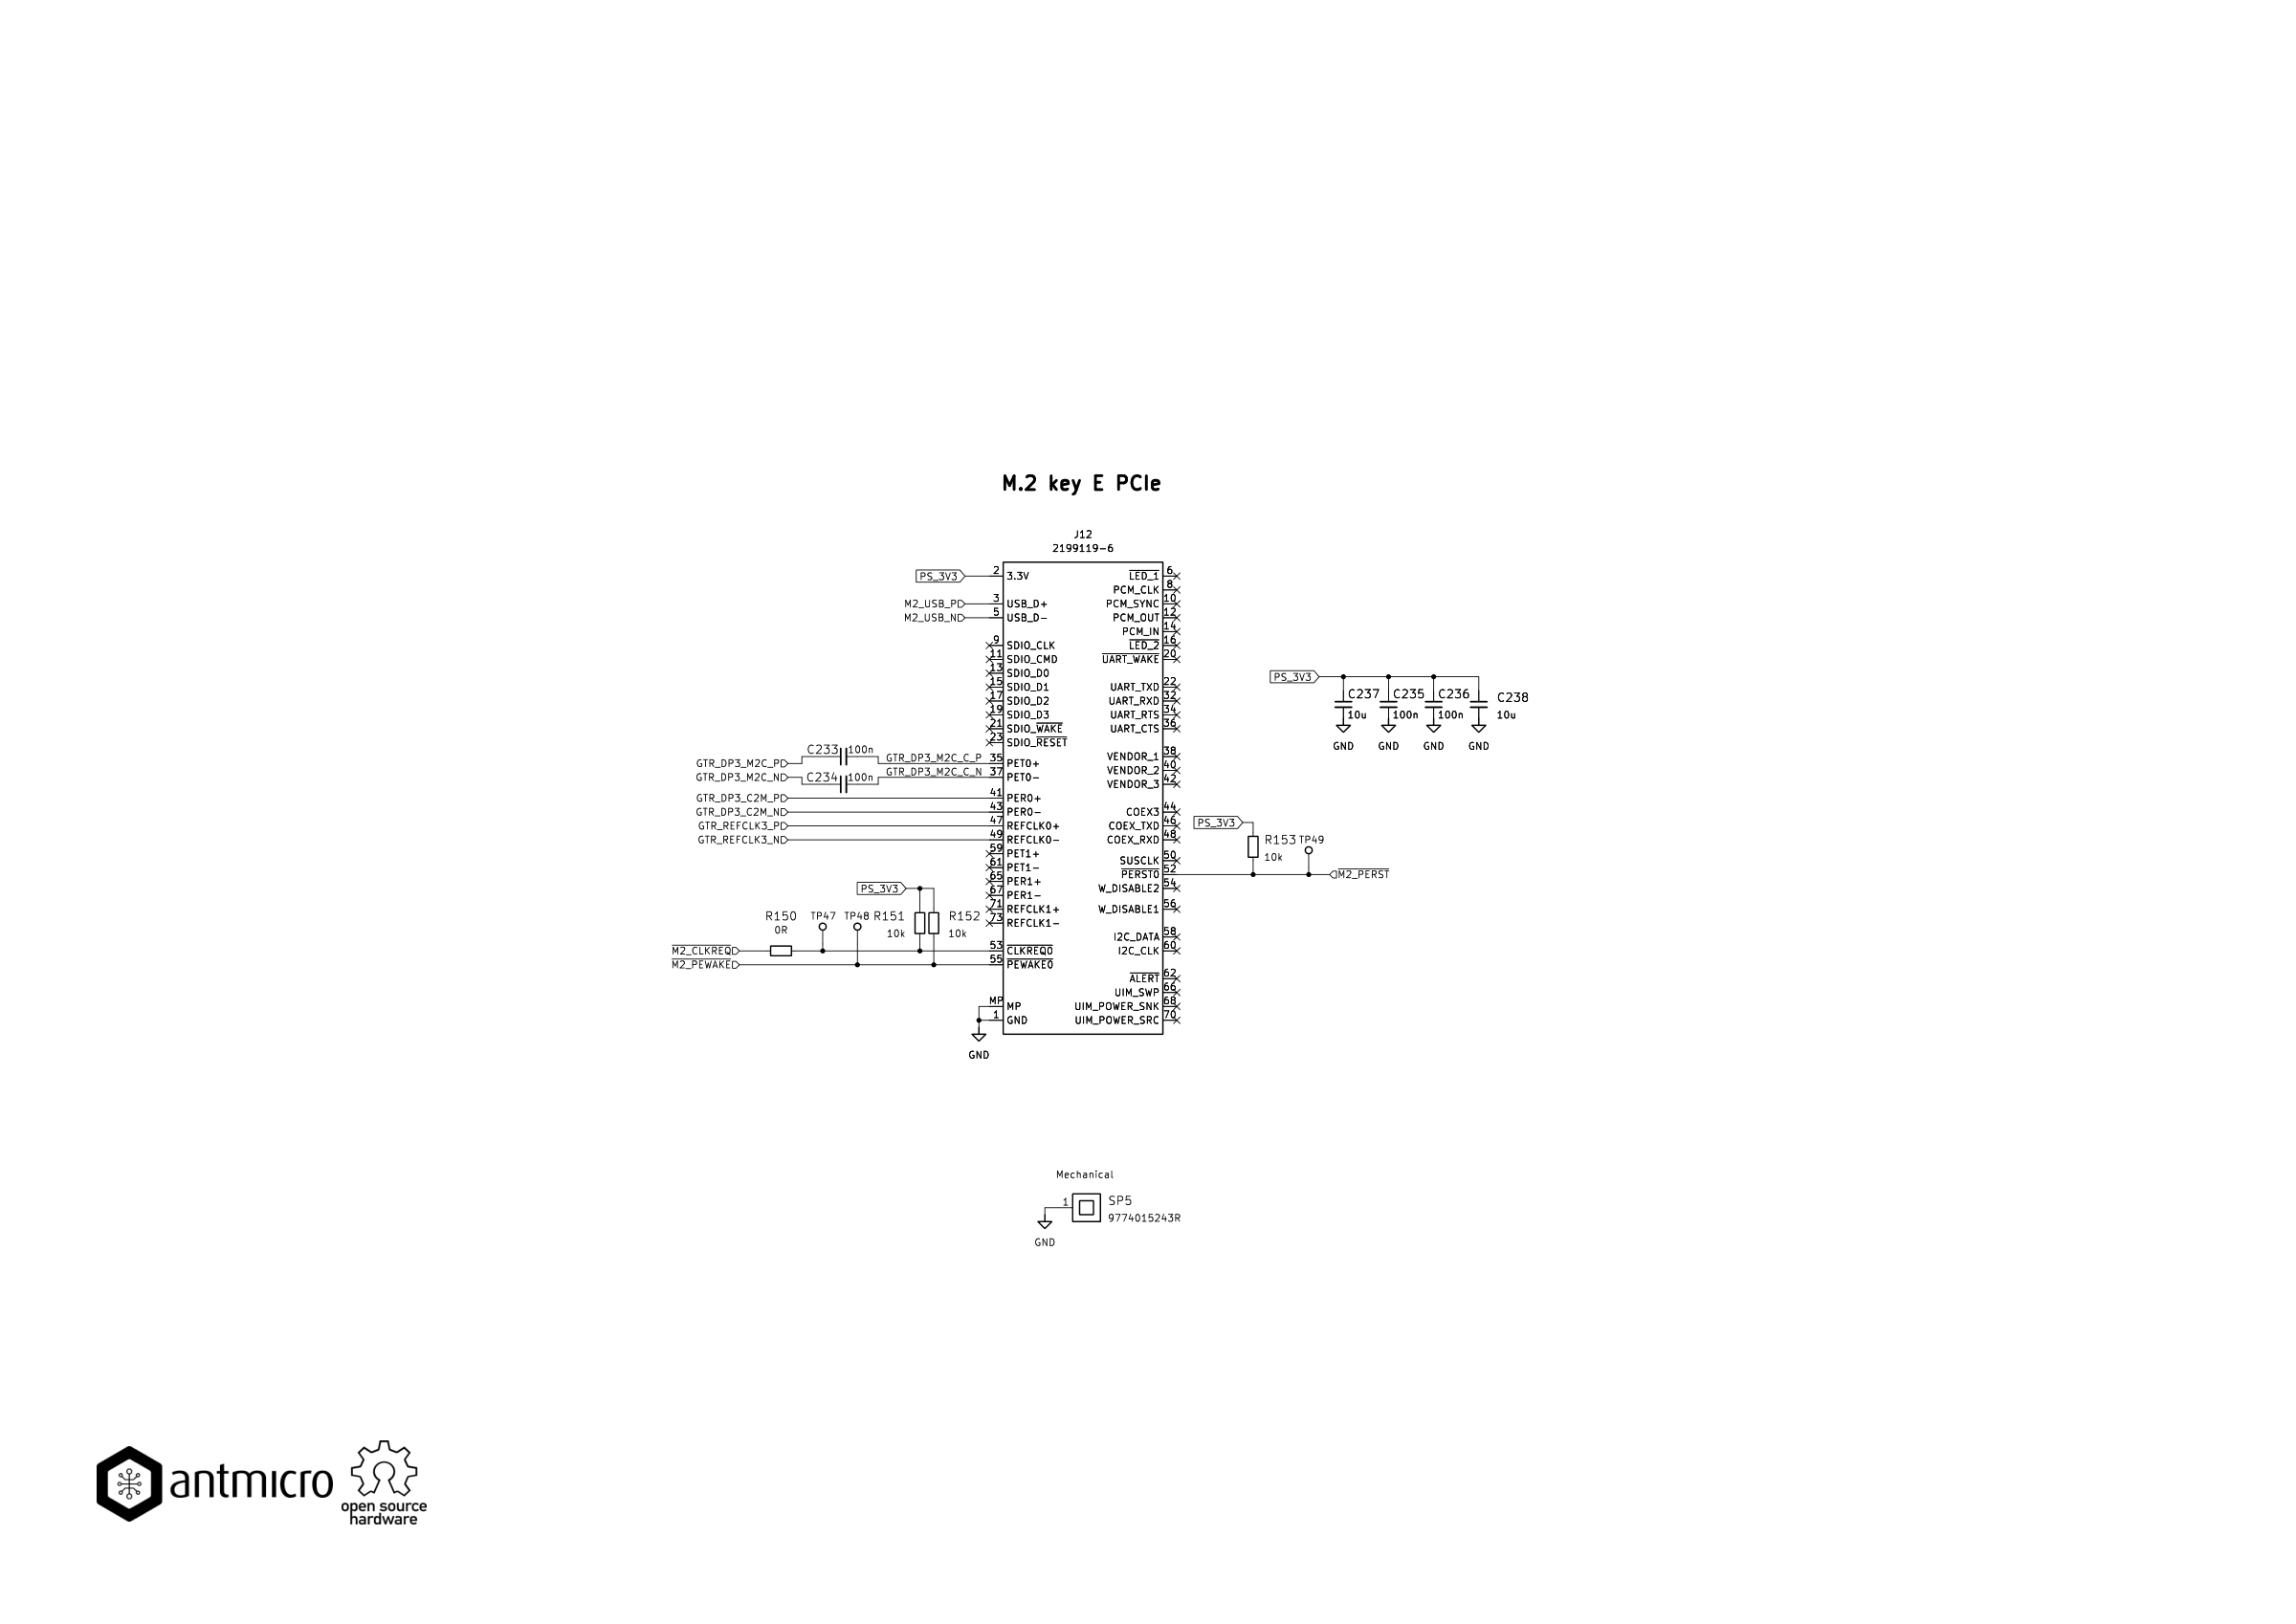 M.2 key E PCIe
J12
2199119-6
PS_3V3 2 3.3V
M2_USB_P 3 USB_D+
M2_USB_N 5 USB_D-
9 SDIO_CLK
11 SDIO_CMD
13 SDIO_D0
15 SDIO_D1
17 SDIO_D2
19 SDIO_D3
21 SDIO_WAKE
23 SDIO_RESET
C233 100n
GTR_DP3_M2C_P GTR_DP3_M2C_C_P 35 PET0+
GTR_DP3_M2C_N C234 100n GTR_DP3_M2C_C_N 37 PET0-
GTR_DP3_C2M_P 41 PER0+
GTR_DP3_C2M_N 43 PER0-
GTR_REFCLK3_P 47 REFCLK0+
GTR_REFCLK3_N 49 REFCLK0-
59 PET1+
61 PET1-
65 PER1+
67 PER1-
71 REFCLK1+
73 REFCLK1-
PS_3V3
R150 TP47 TP48 R151 R152
0R 10k 10k
M2_CLKREQ 53 CLKREQ0
M2_PEWAKE 55 PEWAKE0
MP MP
1 GND
GND
LED_1 6
PCM_CLK 8
PCM_SYNC 10
PCM_OUT 12
PCM_IN 14
LED_2 16
UART_WAKE 20
UART_TXD 22
UART_RXD 32
UART_RTS 34
UART_CTS 36
VENDOR_1 38
VENDOR_2 40
VENDOR_3 42
COEX3 44
COEX_TXD 46
COEX_RXD 48
SUSCLK 50
PERST0 52
W_DISABLE2 54
W_DISABLE1 56
I2C_DATA 58
I2C_CLK 60
ALERT 62
UIM_SWP 66
UIM_POWER_SNK 68
UIM_POWER_SRC 70
PS_3V3
R153 TP49
10k
M2_PERST
PS_3V3
C237 C235 C236 C238
10u 100n 100n 10u
GND GND GND GND
Mechanical
1 SP5
9774015243R
GND
antmicro
open source
hardware